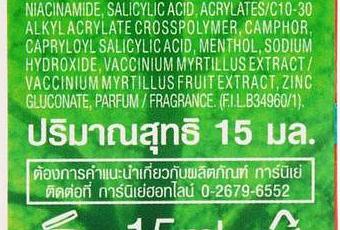 NIACINAMIDE, SALICYLIC ACID. ACRYLATES/C10-30
ALKYL ACRYLATE CROSSPOLYMER, CAMPHOR,
CAPRYLOYL SALICYLIC ACID, MENTHOL, SODIUM
HYDROXIDE, VACCINIUM MYRTILLUS EXTRACT /
VACCINIUM MYRTILLUS FRUIT EXTRACT, ZINC
GLUCONATE, PARFUM / FRAGRANCE. (F.I.L.B34960/1).
ปริมาณสุทธิ 15 มล.
ต้องการคำแนะนำเกี่ยวกับผลิตภัณฑ์ การ์นิเย่
ติดต่อที่ การ์นิเย่ฮอทไลน์ 0-2679-6552
15ml